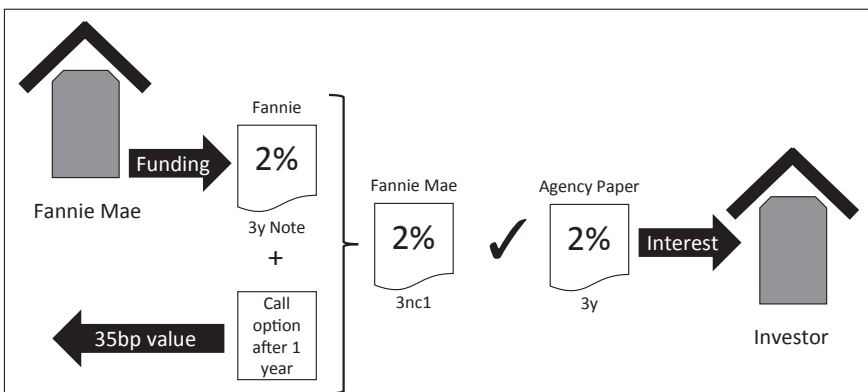 Fannie Mae
Funding
Fannie
2%
3y Note
+
Call
option
after 1
year
35bp value
Fannie Mae
2%
3nc1
Agency Paper
2%
3y
Interest
Investor